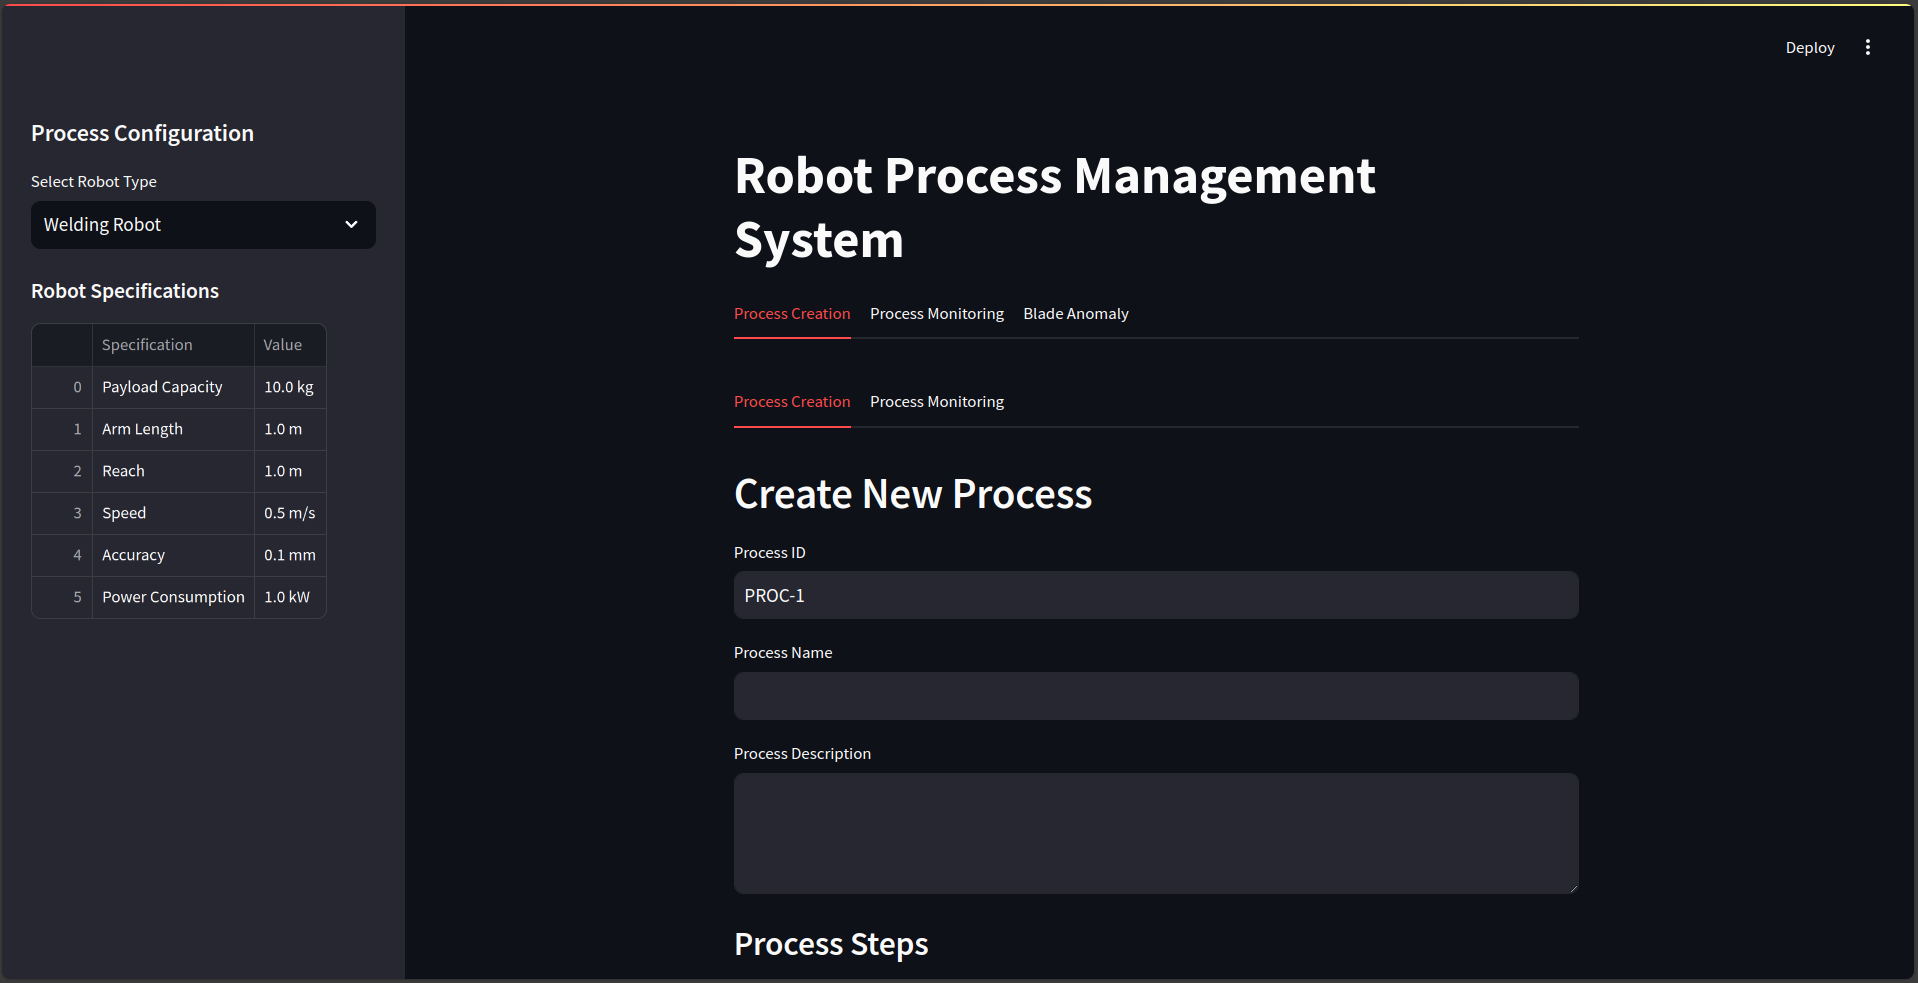 Deploy
Process Configuration
Select Robot Type
Welding Robot
Robot Specifications
Specification Value
0 Payload Capacity 10.0 kg
1 Arm Length 1.0 m
2 Reach 1.0 m
3 Speed 0.5 m/s
4 Accuracy 0.1 mm
5 Power Consumption 1.0 kW
Robot Process Management
System
Process Creation Process Monitoring Blade Anomaly
Process Creation Process Monitoring
Create New Process
Process ID
PROC-1
Process Name
Process Description
Process Steps